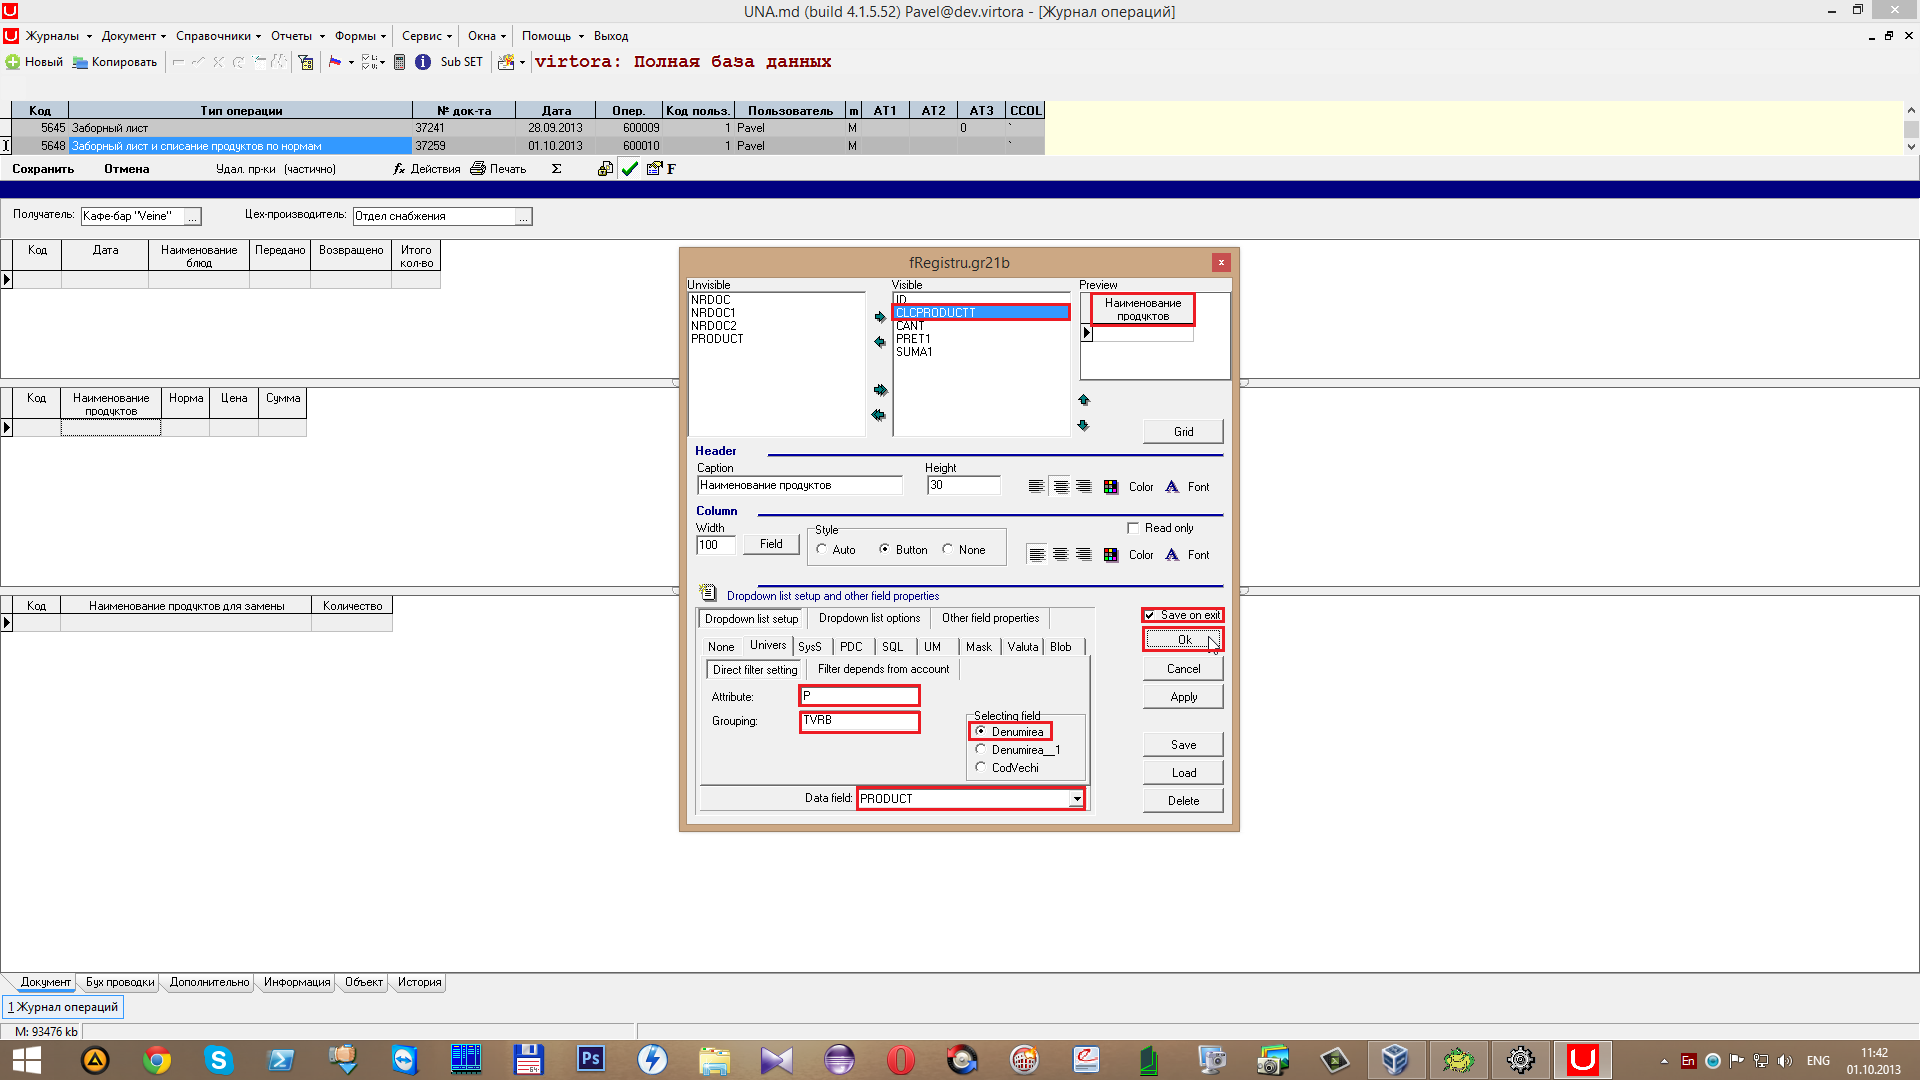 UNA.md (build 4.1.5.52) Pavel@dev.virtora - [Журнал операций]
Журналы Документ Справочники Отчеты Формы Сервис Окна Помощь Выход
Новый Копировать Sub SET virtora: Полная база данных
Код Тип операции № док-та Дата Опер. Код польз. Пользователь m AT1 AT2 AT3 CCOL
5645 Заборный лист 37241 28.09.2013 600009 1 Pavel M 0 `
5648 Заборный лист и списание продуктов по нормам 37259 01.10.2013 600010 1 Pavel M `
Сохранить Отмена Удал. пр-ки (частично) fx Действия Печать Σ F
Получатель: Кафе-бар "Veine" ... Цех-производитель: Отдел снабжения ...
Код Дата Наименование блюд Передано Возвращено Итого кол-во
Код Наименование продуктов Норма Цена Сумма
Код Наименование продуктов для замены Количество
fRegistru.gr21b
x
Unvisible
NRDOC
NRDOC1
NRDOC2
PRODUCT
Visible
ID
CLCPRODUCTT
CANT
PRET1
SUMA1
Preview
Наименование
продуктов
Grid
Header
Caption Height
Наименование продуктов 30 Color A Font
Column
Width Style Read only
100 Field Auto Button None Color A Font
Dropdown list setup and other field properties
Dropdown list setup Dropdown list options Other field properties
None Univers SysS PDC SQL UM Mask Valuta Blob
Direct filter setting Filter depends from account
Attribute: P
Grouping: TVRB
Selecting field
Denumirea
Denumirea__1
CodVechi
Data field: PRODUCT
Save on exit
Ok
Cancel
Apply
Save
Load
Delete
Документ Бух проводки Дополнительно Информация Объект История
1 Журнал операций
M: 93476 kb
Ps
64
En ENG 11:42
01.10.2013